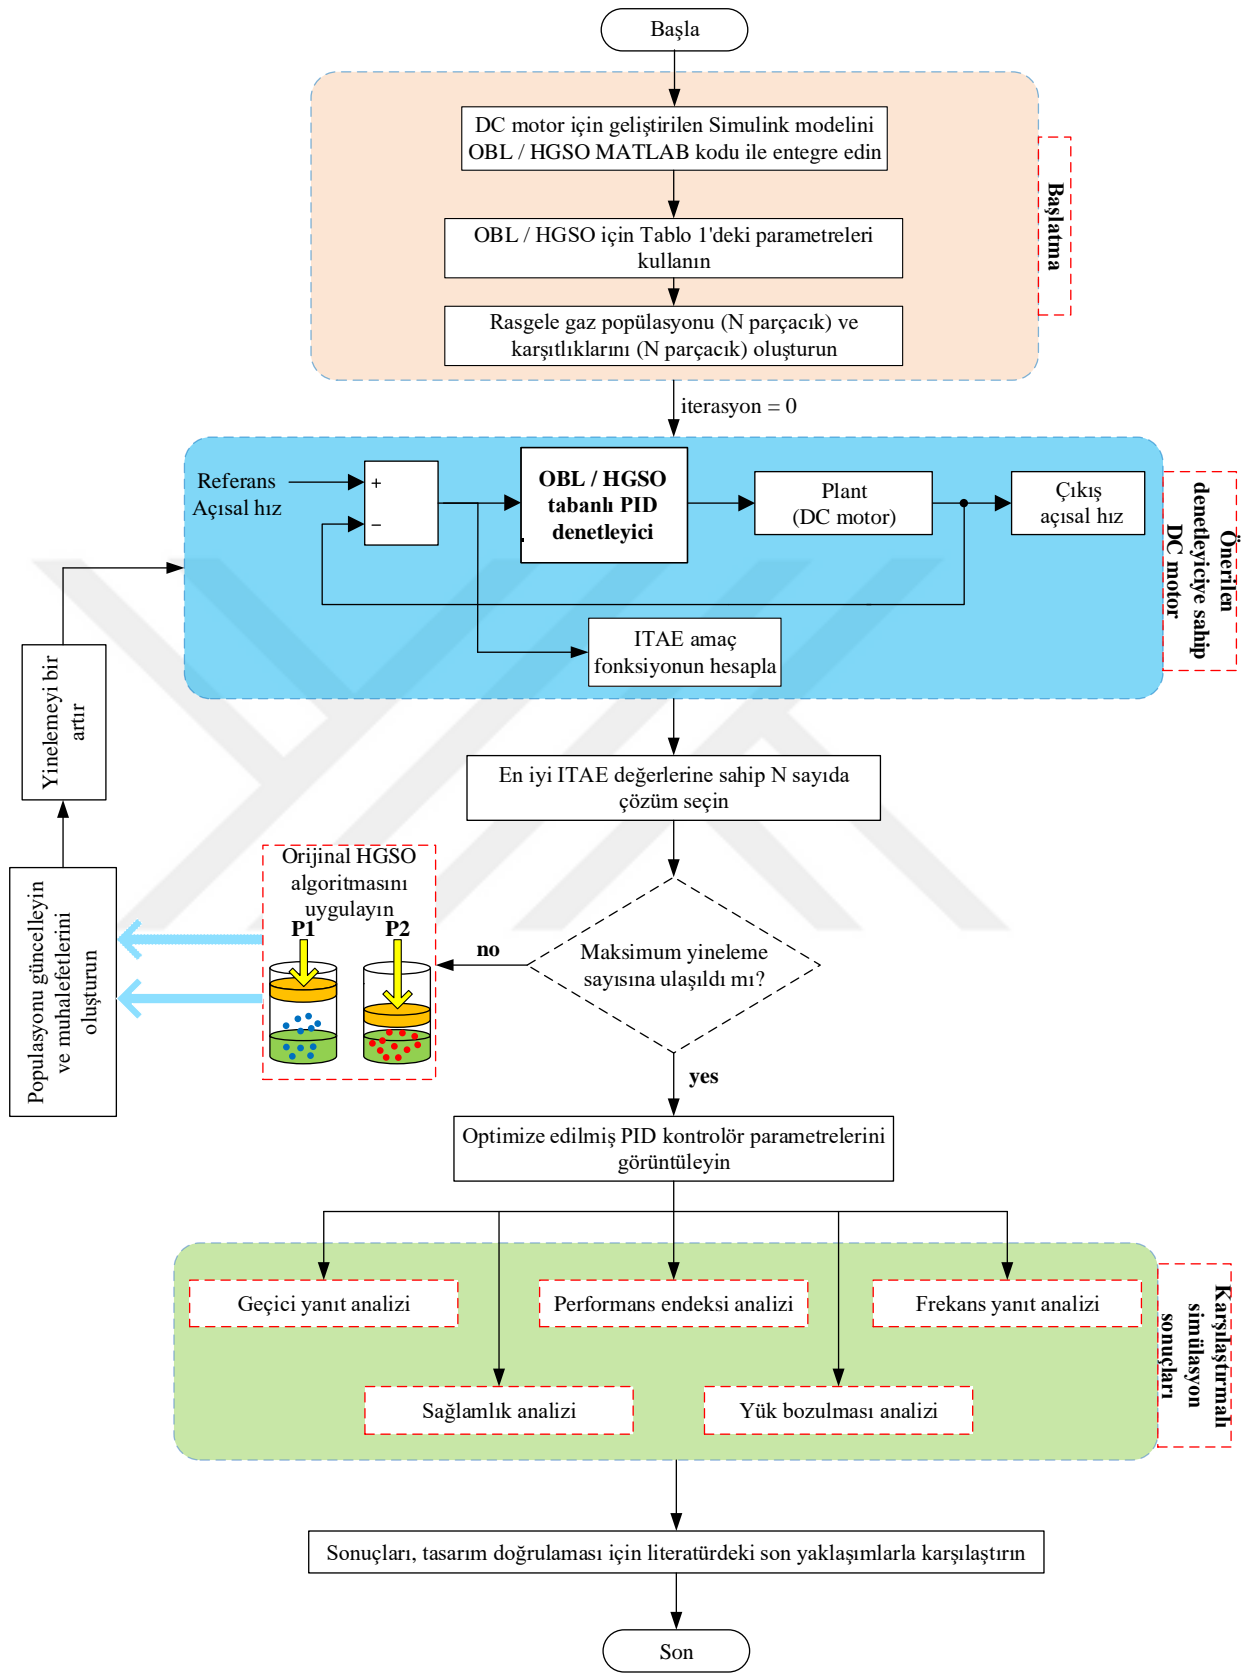 Başla
DC motor için geliştirilen Simulink modelini
OBL / HGSO MATLAB kodu ile entegre edin
OBL / HGSO için Tablo 1'deki parametreleri
kullanın
Rasgele gaz popülasyonu (N parçacık) ve
karşıtlıklarını (N parçacık) oluşturun
Başlatma
iterasyon = 0
Referans
Açısal hız
+
−
OBL / HGSO
tabanlı PID
denetleyici
Plant
(DC motor)
Çıkış
açısal hız
ITAE amaç
fonksiyonun hesapla
Önerilen
denetleyiciye sahip
DC motor
Yinelemeyi bir
artır
En iyi ITAE değerlerine sahip N sayıda
çözüm seçin
Populasyonu güncelleyin
ve muhalefetlerini
oluşturun
Orijinal HGSO
algoritmasını
uygulayın
P1 P2
no
Maksimum yineleme
sayısına ulaşıldı mı?
yes
Optimize edilmiş PID kontrolör parametrelerini
görüntüleyin
Geçici yanıt analizi
Performans endeksi analizi
Frekans yanıt analizi
Sağlamlık analizi
Yük bozulması analizi
Karşılaştırmalı
simülasyon
sonuçları
Sonuçları, tasarım doğrulaması için literatürdeki son yaklaşımlarla karşılaştırın
Son